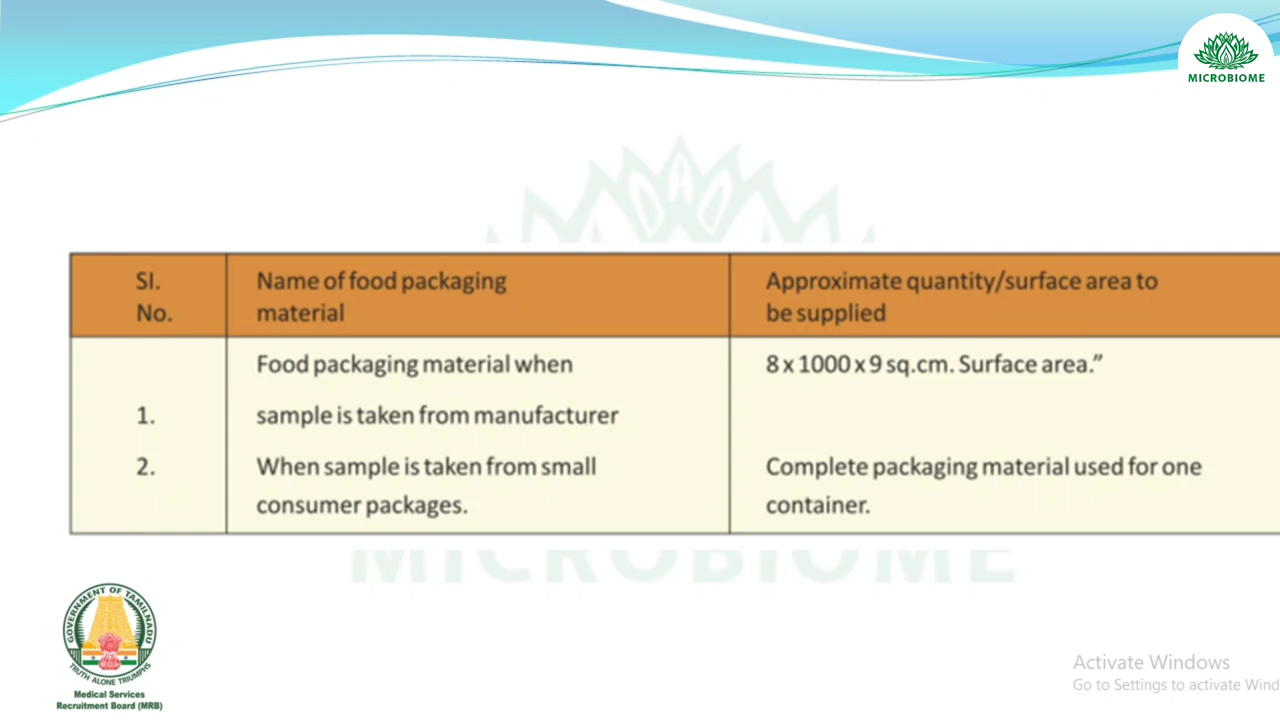 MICROBIOME
Sl.
No.
Name of food packaging
material
Approximate quantity/surface area to
be supplied
Food packaging material when
8 x 1000 x 9 sq.cm. Surface area.”
1.
sample is taken from manufacturer
2.
When sample is taken from small
consumer packages.
Complete packaging material used for one
container.
MICROBIOME
GOVERNMENT OF TAMILNADU
TRUTH ALONE TRIUMPHS
Medical Services
Recruitment Board (MRB)
Activate Windows
Go to Settings to activate Wind